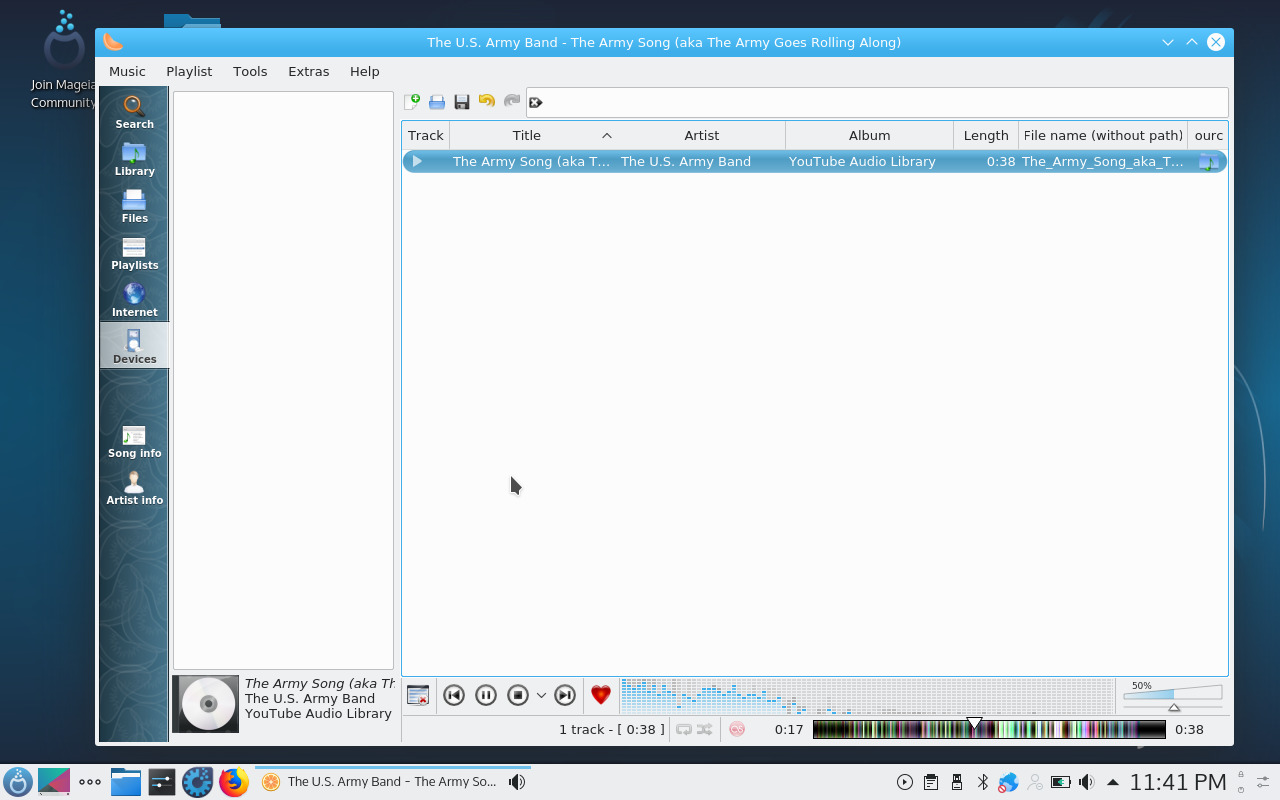 Join Mageia
Community
The U.S. Army Band - The Army Song (aka The Army Goes Rolling Along)
Music Playlist Tools Extras Help
Search
Library
Files
Playlists
Internet
Devices
Song info
Artist info
Track Title Artist Album Length File name (without path) ourc
The Army Song (aka T... The U.S. Army Band YouTube Audio Library 0:38 The_Army_Song_aka_T...
The Army Song (aka Th
The U.S. Army Band
YouTube Audio Library
50%
1 track - [ 0:38 ] 0:17 0:38
The U.S. Army Band - The Army So... 11:41 PM